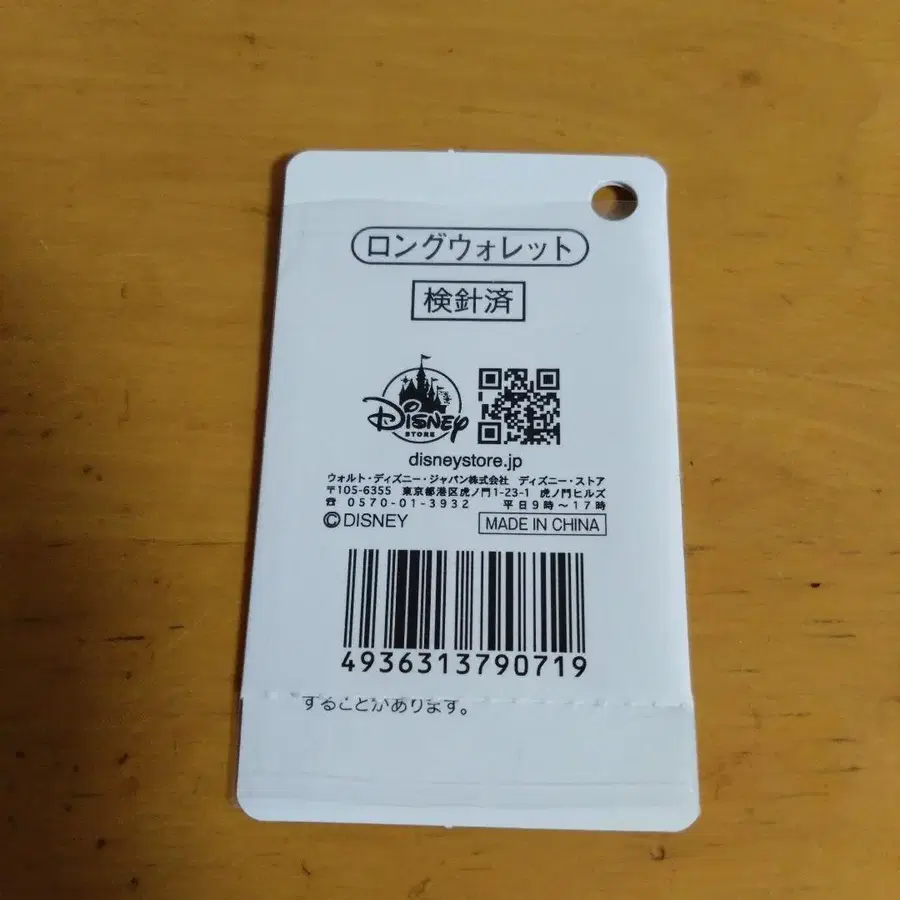 ロングウォレット
検針済
Disney
STORE
disneystore.jp
ウォルト・ディズニー・ジャパン株式会社 ディズニー・ストア
〒105-6355 東京都港区虎ノ門1-23-1 虎ノ門ヒルズ
☎ 0570-01-3932 平日9時〜17時
©DISNEY MADE IN CHINA
4936313790719
することがあります。